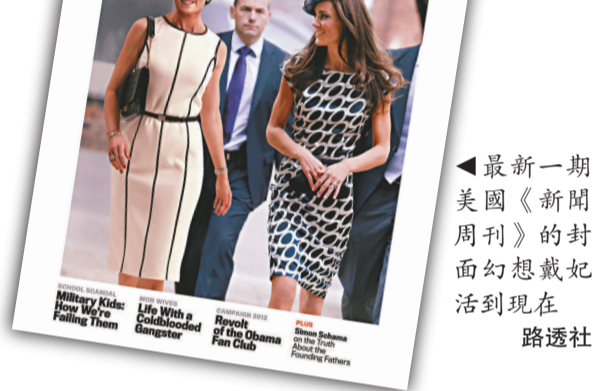 SCHOOL SCANDAL
Military Kids:
How We're
Failing Them
MOB WIVES
Life With a
Coldblooded
Gangster
CAMPAIGN 2012
Revolt
of the Obama
Fan Club
PLUS
Simon Schama
on the Truth
About the
Founding Fathers
◀最新一期
美國《新聞
周刊》的封
面幻想戴妃
活到現在
路透社